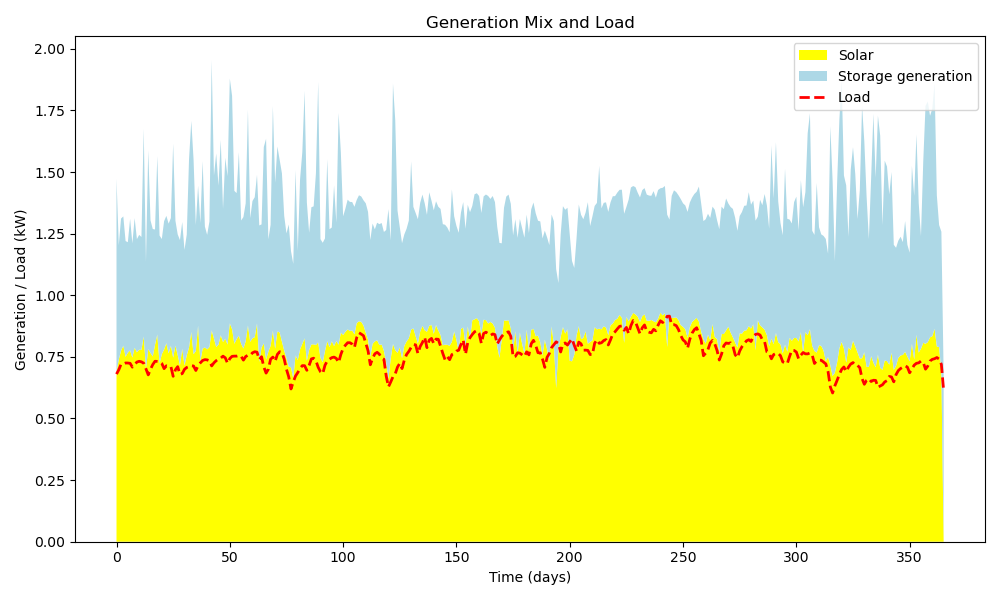 Generation Mix and Load
Solar
Storage generation
Load
Generation / Load (kW)
2.00
1.75
1.50
1.25
1.00
0.75
0.50
0.25
0.00
0 50 100 150 200 250 300 350
Time (days)